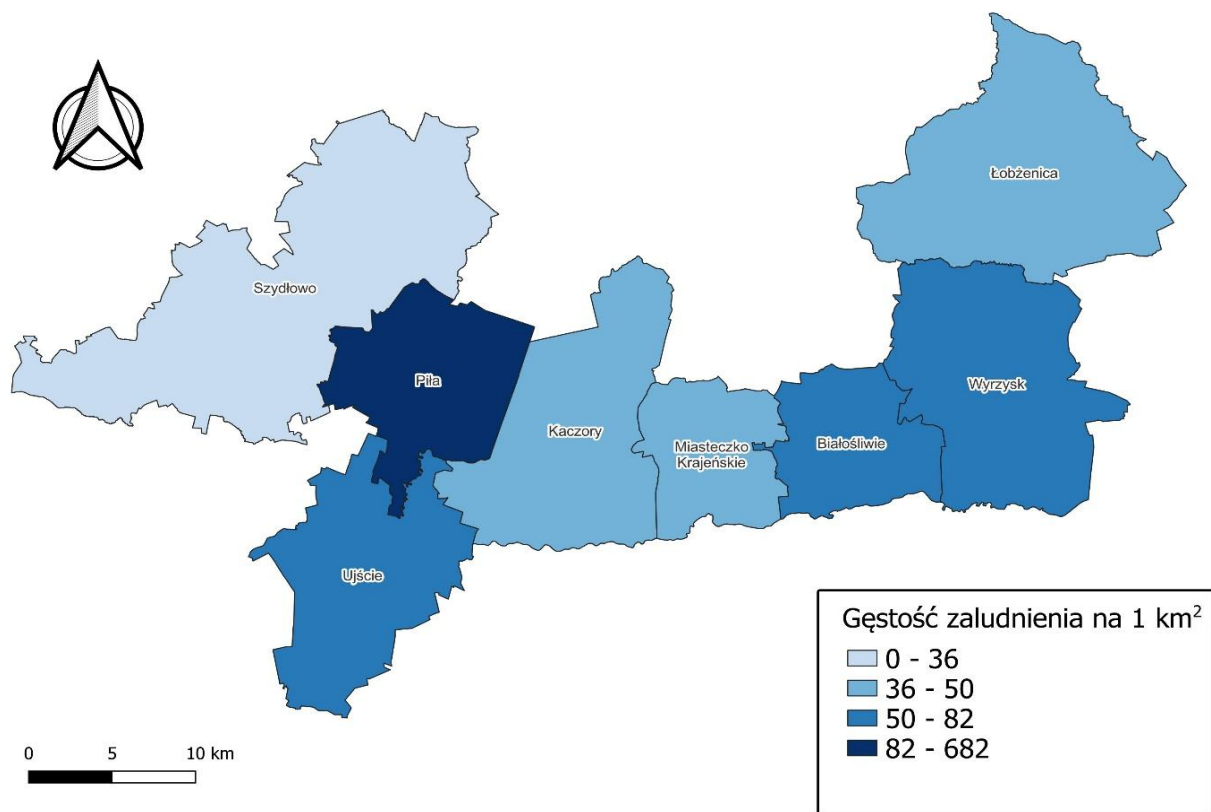 Łobżenica
Szydłowo
Piła
Wyrzysk
Kaczory
Miasteczko
Krajeńskie
Białośliwie
Ujście
Gęstość zaludnienia na 1 km²
0 - 36
36 - 50
50 - 82
82 - 682
0 5 10 km